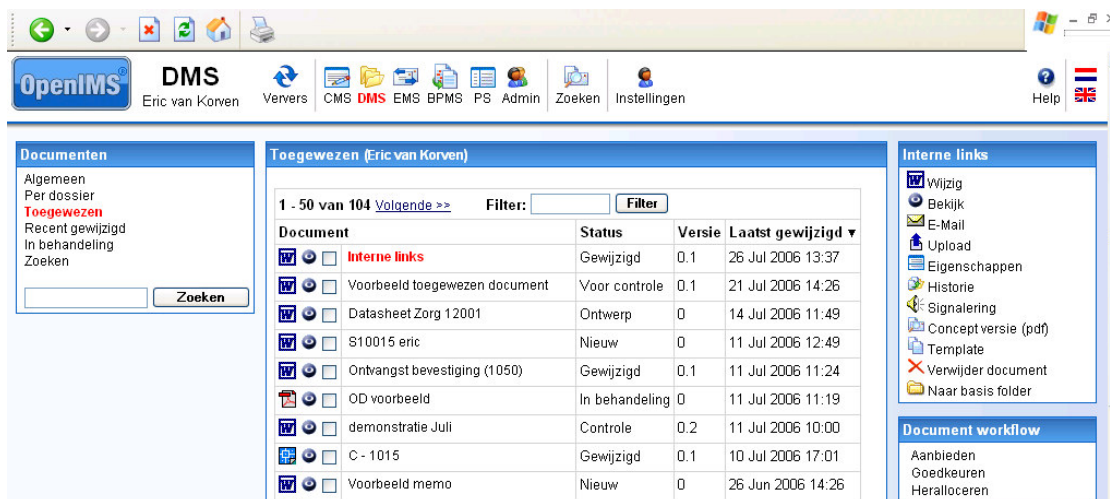 OpenIMS®
DMS
Eric van Korven
Ververs
CMS DMS EMS BPMS PS Admin
Zoeken
Instellingen
Help
Documenten
Algemeen
Per dossier
Toegewezen
Recent gewijzigd
In behandeling
Zoeken
Zoeken
Toegewezen (Eric van Korven)
1 - 50 van 104 Volgende >> Filter: Filter
Document Status Versie Laatst gewijzigd ▼
Interne links Gewijzigd 0.1 26 Jul 2006 13:37
Voorbeeld toegewezen document Voor controle 0.1 21 Jul 2006 14:26
Datasheet Zorg 12001 Ontwerp 0 14 Jul 2006 11:49
S10015 eric Nieuw 0 11 Jul 2006 12:49
Ontvangst bevestiging (1050) Gewijzigd 0.1 11 Jul 2006 11:24
OD voorbeeld In behandeling 0 11 Jul 2006 11:19
demonstratie Juli Controle 0.2 11 Jul 2006 10:00
C - 1015 Gewijzigd 0.1 10 Jul 2006 17:01
Voorbeeld memo Nieuw 0 26 Jun 2006 14:26
Interne links
Wijzig
Bekijk
E-Mail
Upload
Eigenschappen
Historie
Signalering
Concept versie (pdf)
Template
Verwijder document
Naar basis folder
Document workflow
Aanbieden
Goedkeuren
Heralloceren